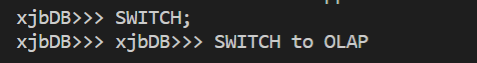 xjbDB>>> SWITCH;
xjbDB>>> xjbDB>>> SWITCH to OLAP